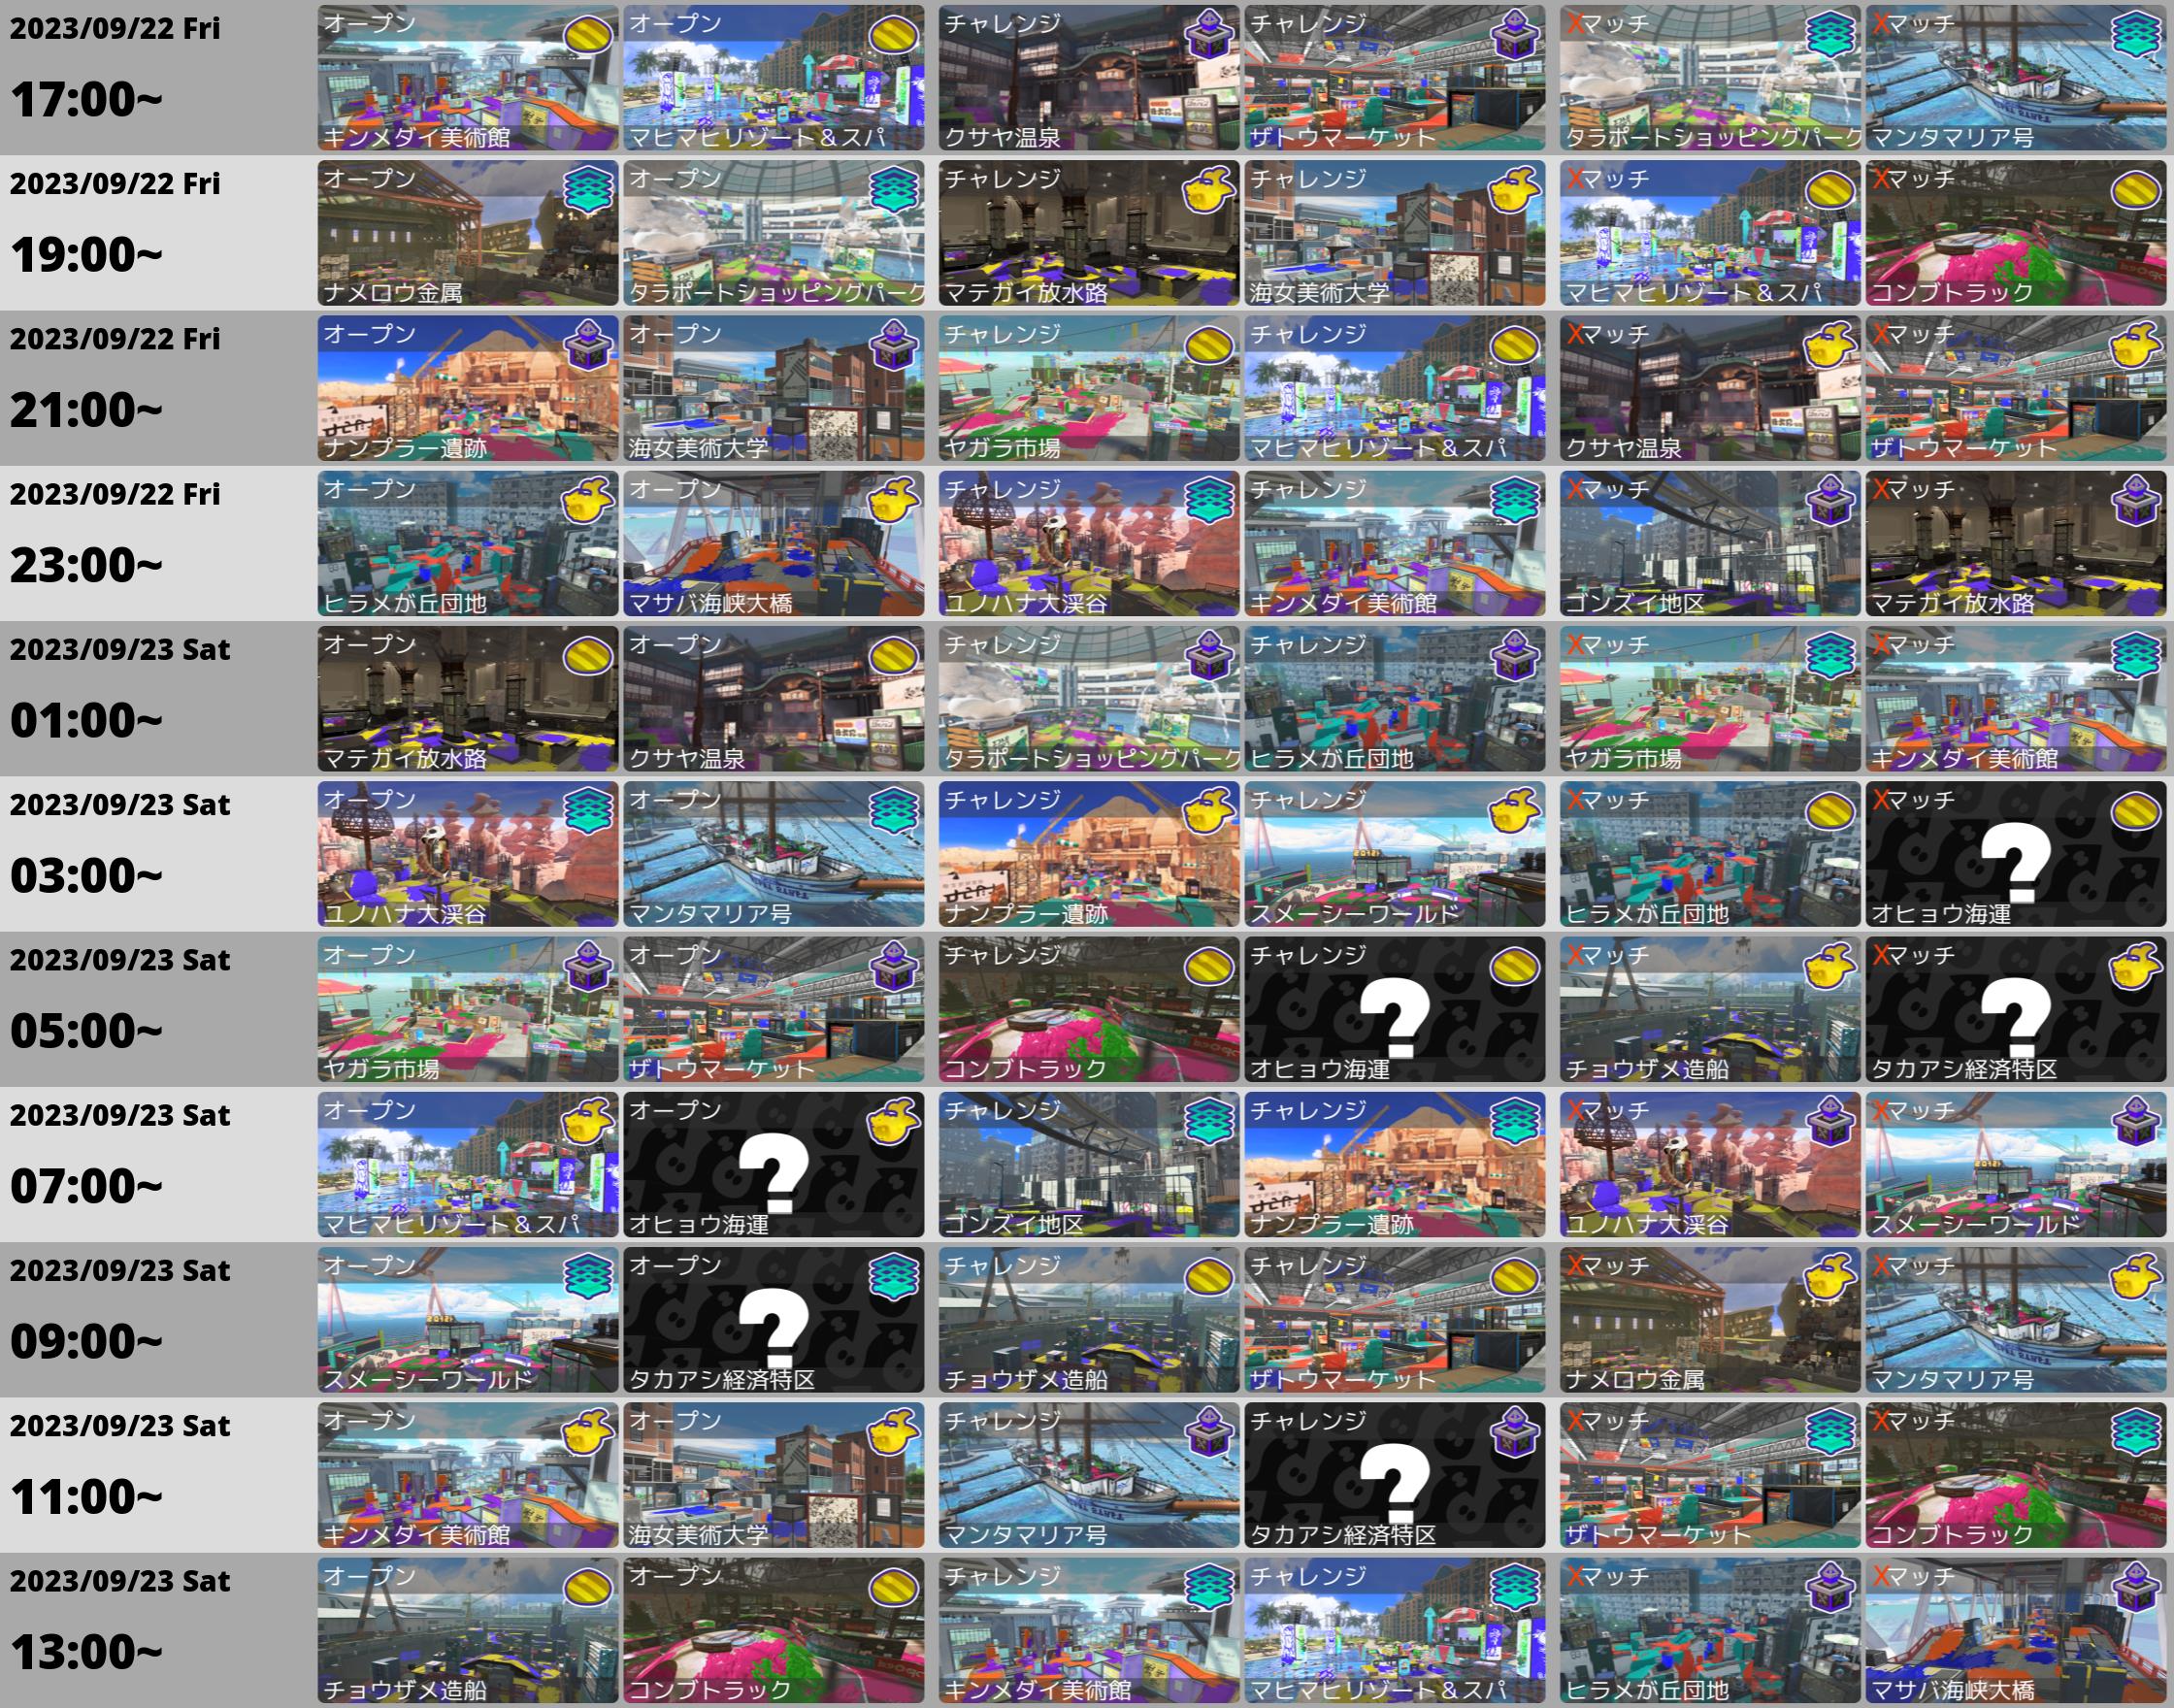 2023/09/22 Fri
17:00~
オープン
キンメダイ美術館
オープン
マヒマヒリゾート＆スパ
チャレンジ
クサヤ温泉
チャレンジ
ザトウマーケット
Xマッチ
タラポートショッピングパーク
Xマッチ
マンタマリア号
2023/09/22 Fri
19:00~
オープン
ナメロウ金属
オープン
タラポートショッピングパーク
チャレンジ
マテガイ放水路
チャレンジ
海女美術大学
Xマッチ
マヒマヒリゾート＆スパ
Xマッチ
コンブトラック
2023/09/22 Fri
21:00~
オープン
ナンプラー遺跡
オープン
海女美術大学
チャレンジ
ヤガラ市場
チャレンジ
マヒマヒリゾート＆スパ
Xマッチ
クサヤ温泉
Xマッチ
ザトウマーケット
2023/09/22 Fri
23:00~
オープン
ヒラメが丘団地
オープン
マサバ海峡大橋
チャレンジ
ユノハナ大渓谷
チャレンジ
キンメダイ美術館
Xマッチ
ゴンズイ地区
Xマッチ
マテガイ放水路
2023/09/23 Sat
01:00~
オープン
マテガイ放水路
オープン
クサヤ温泉
チャレンジ
タラポートショッピングパーク
チャレンジ
ヒラメが丘団地
Xマッチ
ヤガラ市場
Xマッチ
キンメダイ美術館
2023/09/23 Sat
03:00~
オープン
ユノハナ大渓谷
オープン
マンタマリア号
チャレンジ
ナンプラー遺跡
チャレンジ
スメーシーワールド
Xマッチ
ヒラメが丘団地
Xマッチ
?
オヒョウ海運
2023/09/23 Sat
05:00~
オープン
ヤガラ市場
オープン
ザトウマーケット
チャレンジ
コンブトラック
チャレンジ
?
オヒョウ海運
Xマッチ
チョウザメ造船
Xマッチ
?
タカアシ経済特区
2023/09/23 Sat
07:00~
オープン
マヒマヒリゾート＆スパ
オープン
?
オヒョウ海運
チャレンジ
ゴンズイ地区
チャレンジ
ナンプラー遺跡
Xマッチ
ユノハナ大渓谷
Xマッチ
スメーシーワールド
2023/09/23 Sat
09:00~
オープン
スメーシーワールド
オープン
?
タカアシ経済特区
チャレンジ
チョウザメ造船
チャレンジ
ザトウマーケット
Xマッチ
ナメロウ金属
Xマッチ
マンタマリア号
2023/09/23 Sat
11:00~
オープン
キンメダイ美術館
オープン
海女美術大学
チャレンジ
マンタマリア号
チャレンジ
?
タカアシ経済特区
Xマッチ
ザトウマーケット
Xマッチ
コンブトラック
2023/09/23 Sat
13:00~
オープン
チョウザメ造船
オープン
コンブトラック
チャレンジ
キンメダイ美術館
チャレンジ
マヒマヒリゾート＆スパ
Xマッチ
ヒラメが丘団地
Xマッチ
マサバ海峡大橋